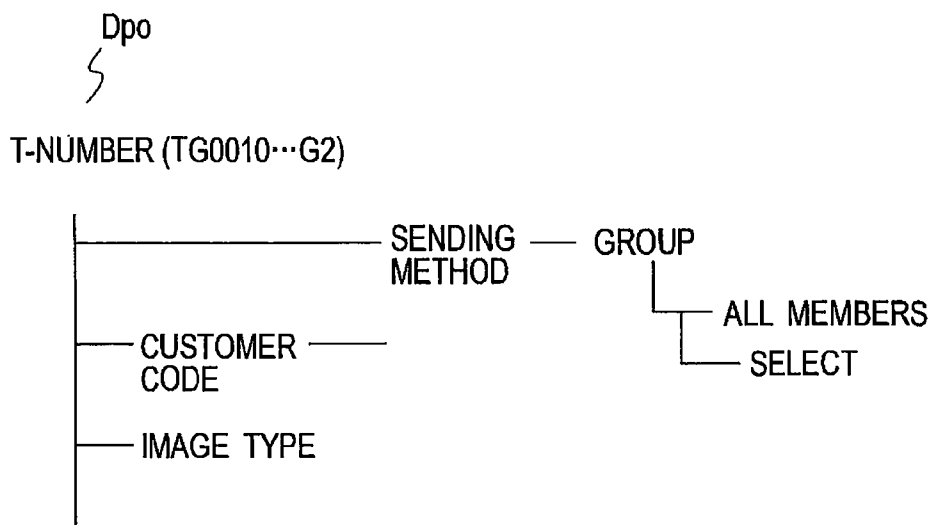 Dpo
T-NUMBER (TG0010···G2)
SENDING METHOD
GROUP
ALL MEMBERS
SELECT
CUSTOMER CODE
IMAGE TYPE